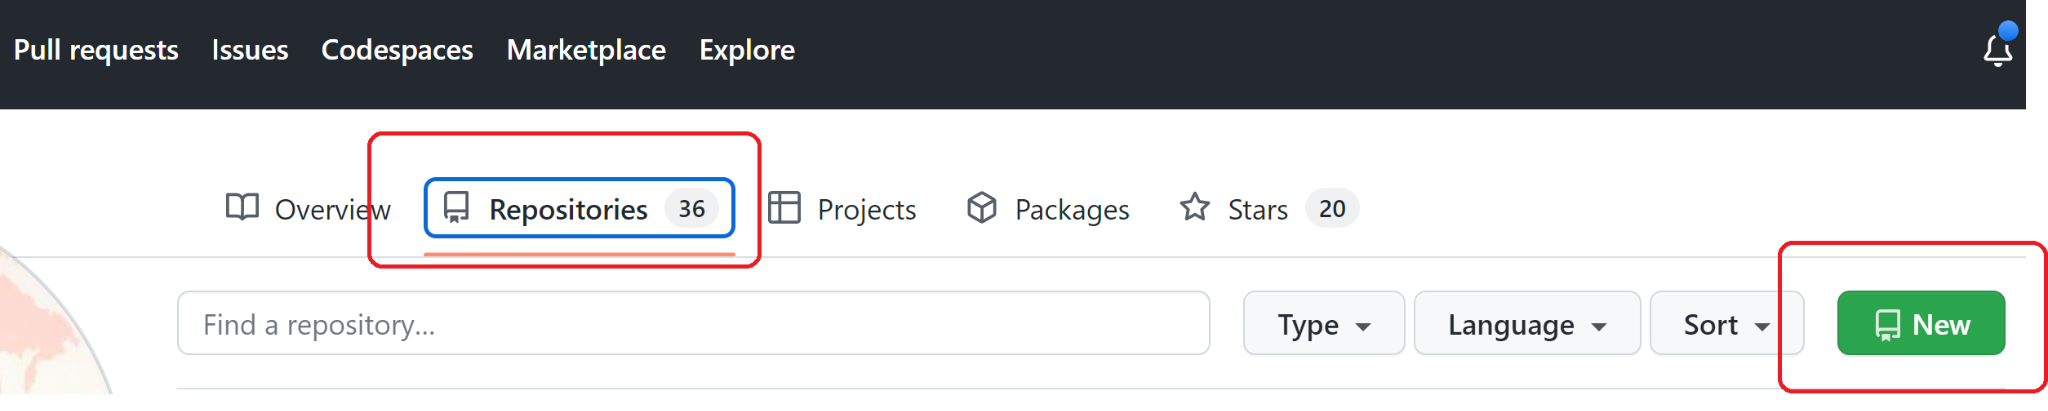 Pull requests Issues Codespaces Marketplace Explore
Overview Repositories 36 Projects Packages Stars 20
Find a repository... Type Language Sort New